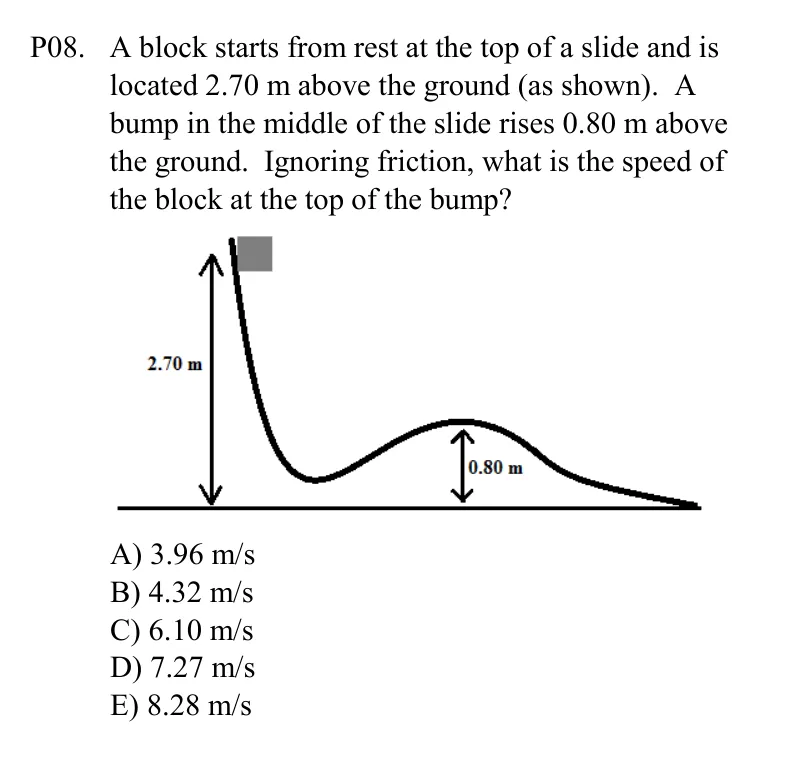 P08. A block starts from rest at the top of a slide and is
located 2.70 m above the ground (as shown). A
bump in the middle of the slide rises 0.80 m above
the ground. Ignoring friction, what is the speed of
the block at the top of the bump?
2.70 m
0.80 m
A) 3.96 m/s
B) 4.32 m/s
C) 6.10 m/s
D) 7.27 m/s
E) 8.28 m/s